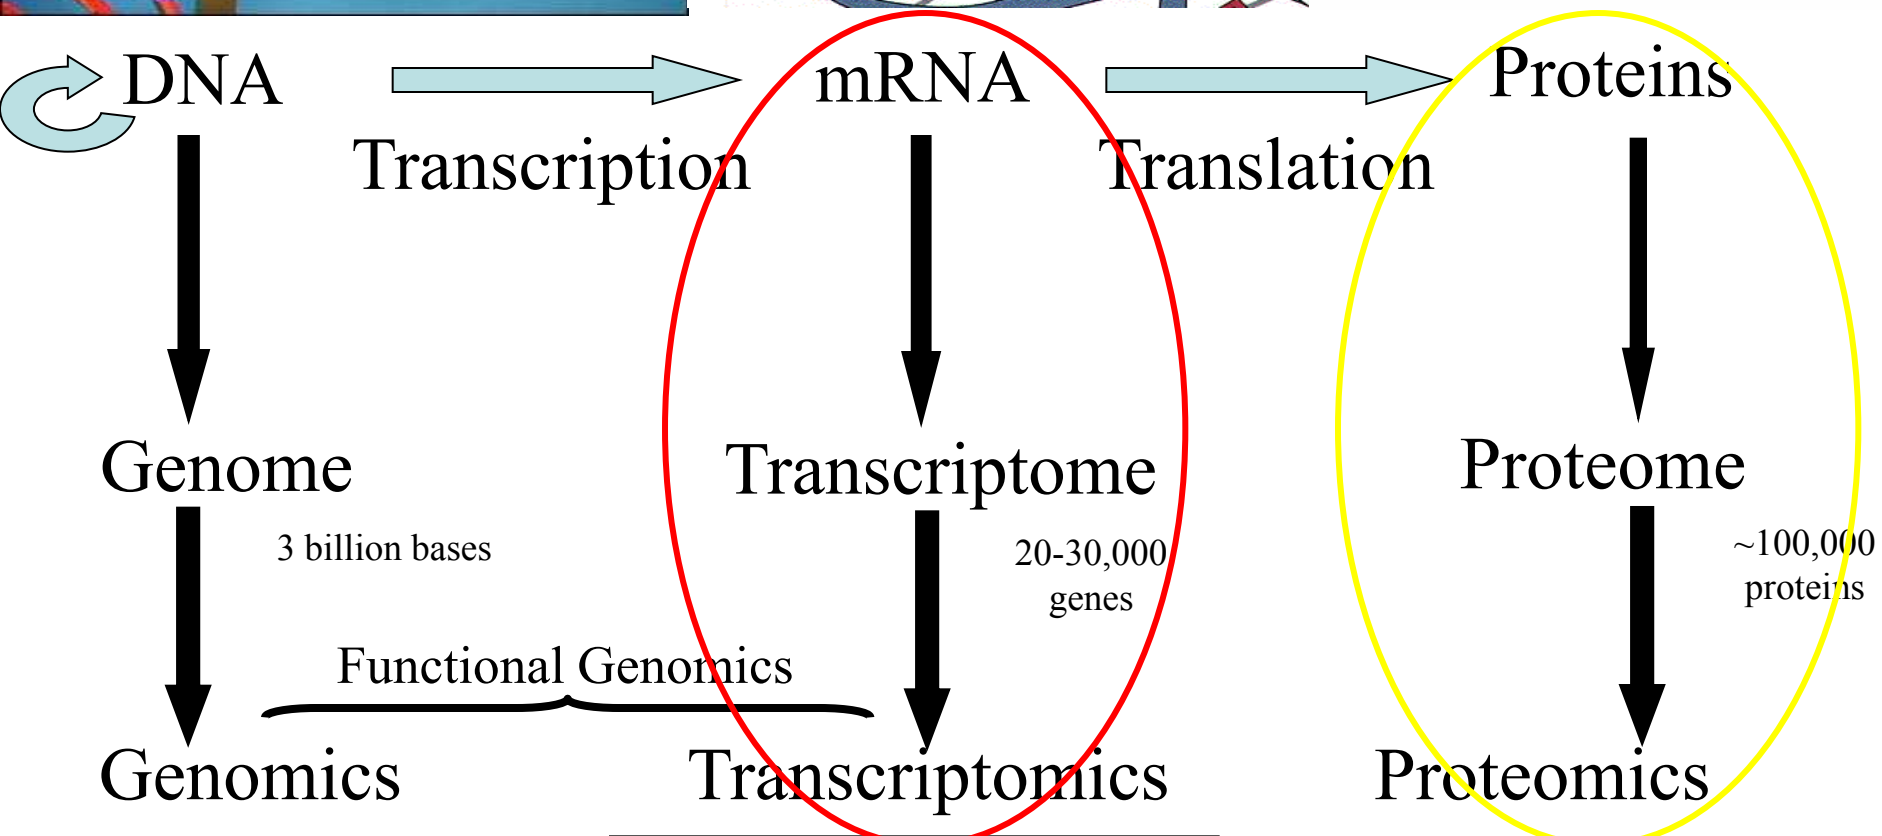 DNA
mRNA
Proteins
Transcription
Translation
Genome
Transcriptome
Proteome
3 billion bases
20-30,000
genes
~100,000
proteins
Functional Genomics
Genomics
Transcriptomics
Proteomics